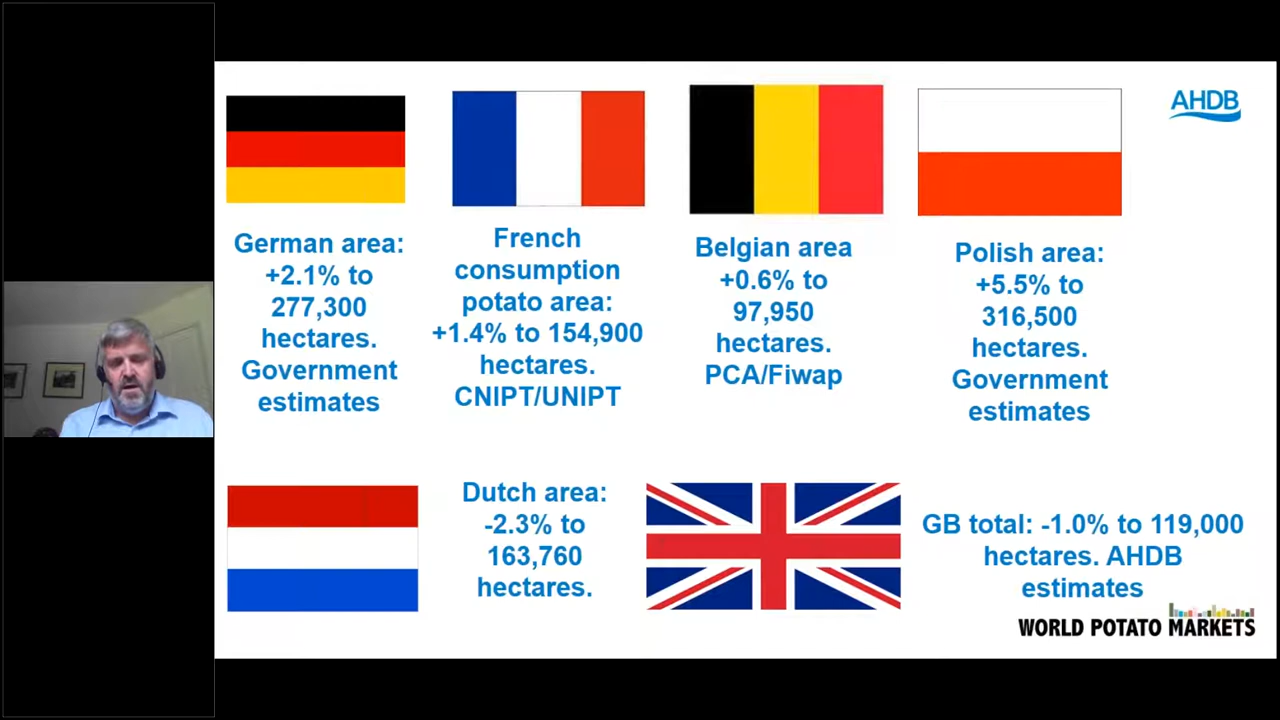 AHDB
German area:
+2.1% to
277,300
hectares.
Government
estimates
French
consumption
potato area:
+1.4% to 154,900
hectares.
CNIPT/UNIPT
Belgian area
+0.6% to
97,950
hectares.
PCA/Fiwap
Polish area:
+5.5% to
316,500
hectares.
Government
estimates
Dutch area:
-2.3% to
163,760
hectares.
GB total: -1.0% to 119,000
hectares. AHDB
estimates
WORLD POTATO MARKETS